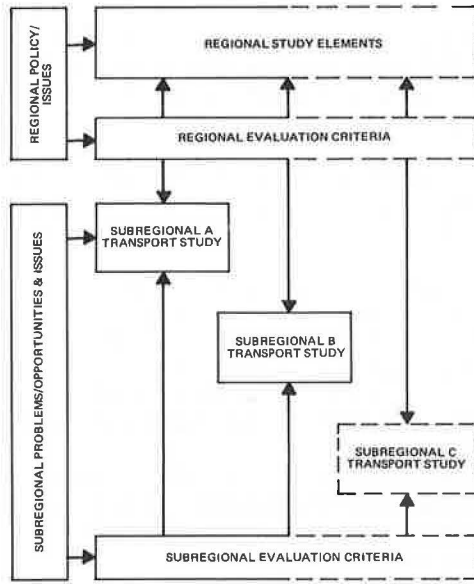 REGIONAL POLICY/
ISSUES
REGIONAL STUDY ELEMENTS
REGIONAL EVALUATION CRITERIA
SUBREGIONAL PROBLEMS/OPPORTUNITIES & ISSUES
SUBREGIONAL A
TRANSPORT STUDY
SUBREGIONAL B
TRANSPORT STUDY
SUBREGIONAL C
TRANSPORT STUDY
SUBREGIONAL EVALUATION CRITERIA